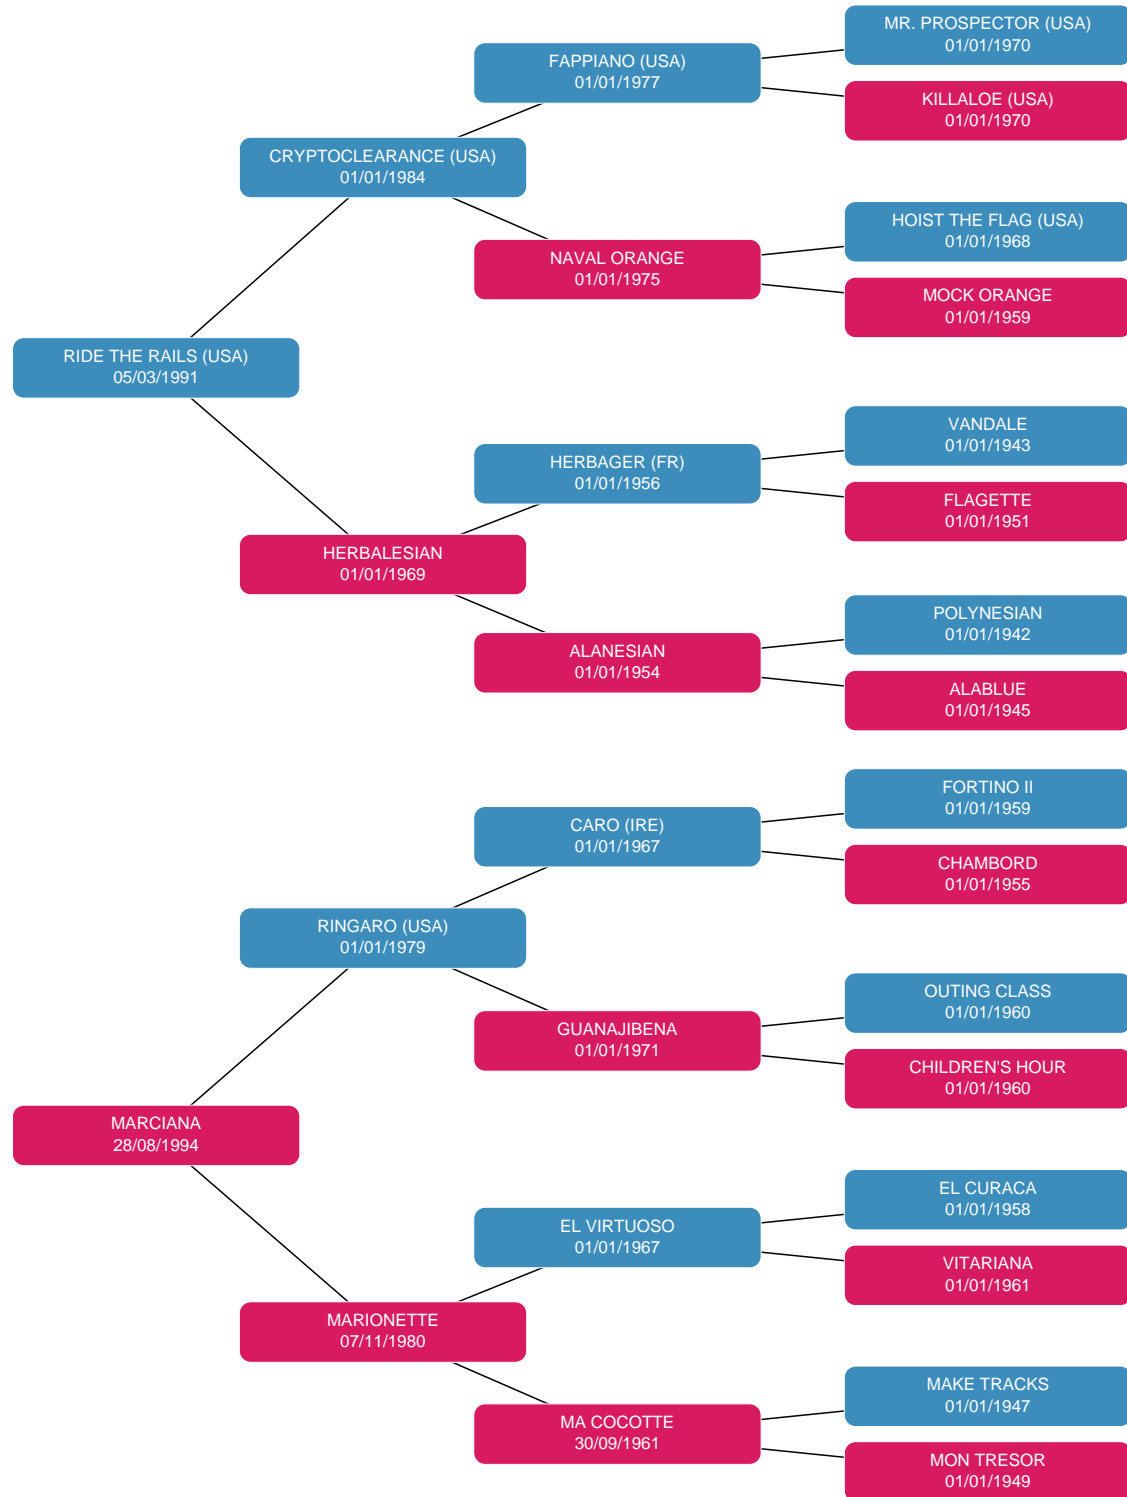 MR. PROSPECTOR (USA)
01/01/1970
FAPPIANO (USA)
01/01/1977
KILLALOE (USA)
01/01/1970
CRYPTOCLEARANCE (USA)
01/01/1984
HOIST THE FLAG (USA)
01/01/1968
NAVAL ORANGE
01/01/1975
MOCK ORANGE
01/01/1959
RIDE THE RAILS (USA)
05/03/1991
VANDALE
01/01/1943
HERBAGER (FR)
01/01/1956
FLAGETTE
01/01/1951
HERBALESIAN
01/01/1969
POLYNESIAN
01/01/1942
ALANESIAN
01/01/1954
ALABLUE
01/01/1945
FORTINO II
01/01/1959
CARO (IRE)
01/01/1967
CHAMBORD
01/01/1955
RINGARO (USA)
01/01/1979
OUTING CLASS
01/01/1960
GUANAJIBENA
01/01/1971
CHILDREN'S HOUR
01/01/1960
MARCIANA
28/08/1994
EL CURACA
01/01/1958
EL VIRTUOSO
01/01/1967
VITARIANA
01/01/1961
MARIONETTE
07/11/1980
MAKE TRACKS
01/01/1947
MA COCOTTE
30/09/1961
MON TRESOR
01/01/1949